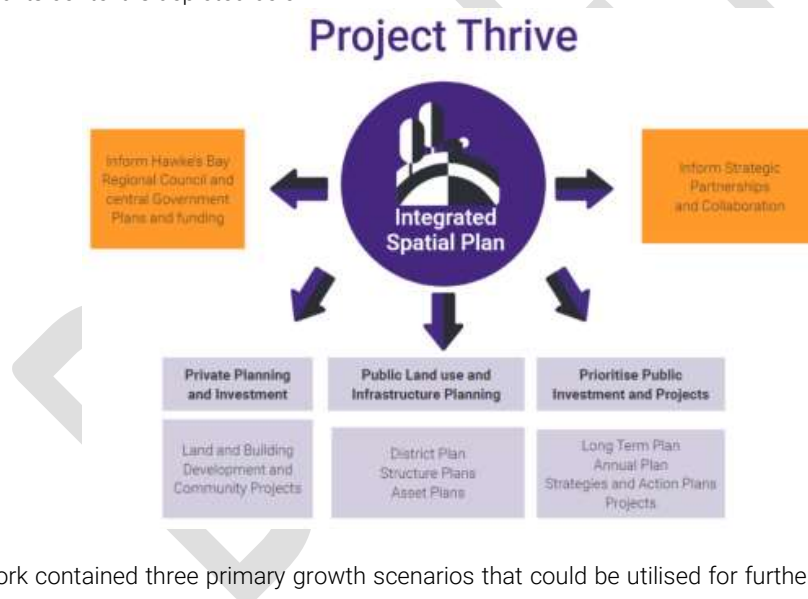 Project Thrive
Inform Hawke's Bay
Regional Council and
central Government
Plans and funding
Integrated
Spatial Plan
Inform Strategic
Partnerships
and Collaboration
Private Planning
and Investment
Public Land use and
Infrastructure Planning
Prioritise Public
Investment and Projects
Land and Building
Development and
Community Projects
District Plan
Structure Plans
Asset Plans
Long Term Plan
Annual Plan
Strategies and Action Plans
Projects.
ork contained three primary growth scenarios that could be utilised for furthe